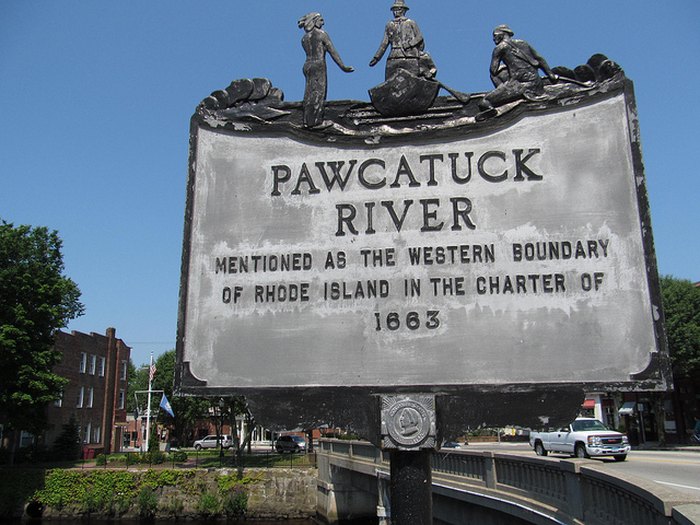 PAWCATUCK
RIVER
MENTIONED AS THE WESTERN BOUNDARY
OF RHODE ISLAND IN THE CHARTER OF
1663